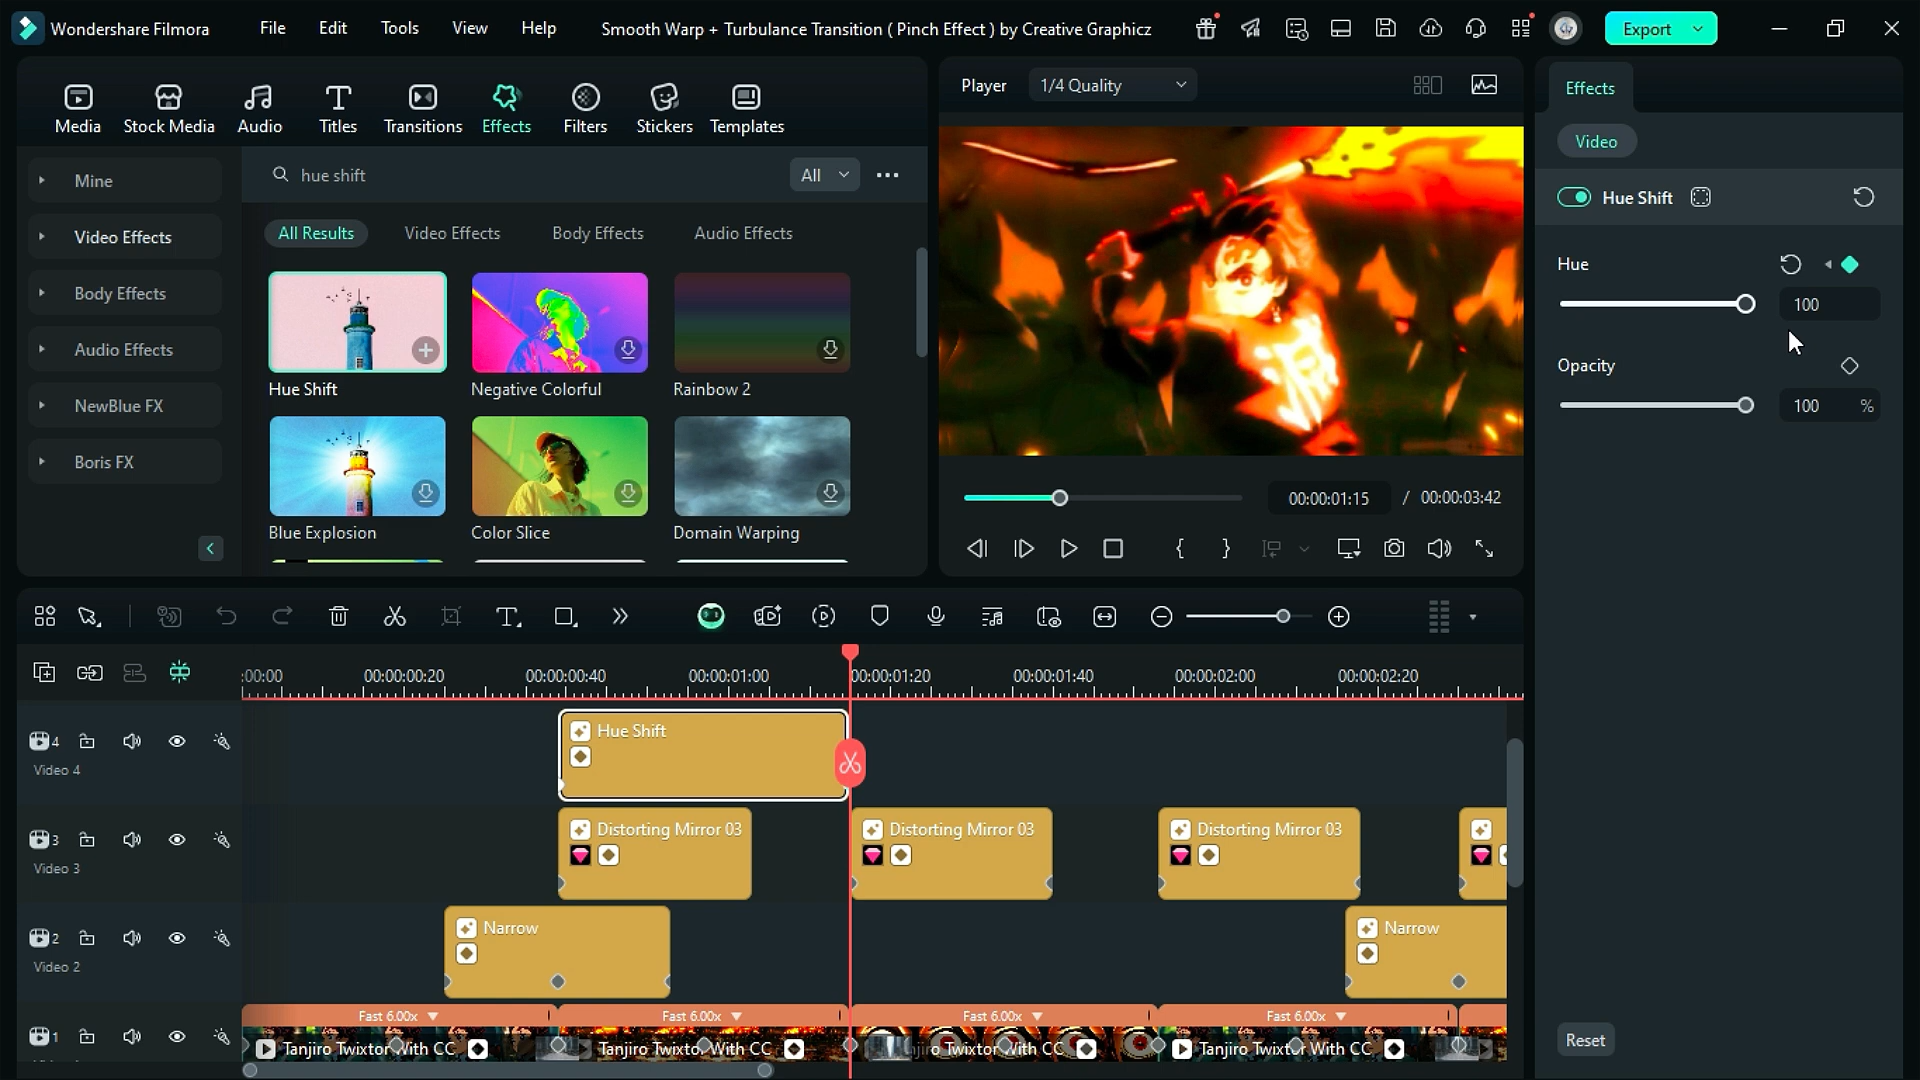 Wondershare Filmora File Edit Tools View Help Smooth Warp + Turbulance Transition ( Pinch Effect ) by Creative Graphicz Export
Media Stock Media Audio Titles Transitions Effects Filters Stickers Templates
Mine
Video Effects
Body Effects
Audio Effects
NewBlue FX
Boris FX
hue shift All
All Results Video Effects Body Effects Audio Effects
Hue Shift Negative Colorful Rainbow 2
Blue Explosion Color Slice Domain Warping
Player 1/4 Quality
00:00:01:15 / 00:00:03:42
Effects
Video
Hue Shift
Hue
100
Opacity
100 %
Reset
:00:00 00:00:00:20 00:00:00:40 00:00:01:00 00:00:01:20 00:00:01:40 00:00:02:00 00:00:02:20
4 Hue Shift
Video 4
3 Distorting Mirror 03 Distorting Mirror 03 Distorting Mirror 03
Video 3
2 Narrow Narrow
Video 2
Fast 6.00x Fast 6.00x Fast 6.00x Fast 6.00x
1 Tanjiro Twixtor With CC Tanjiro Twixtor With CC Twixtor With CC Tanjiro Twixtor With CC